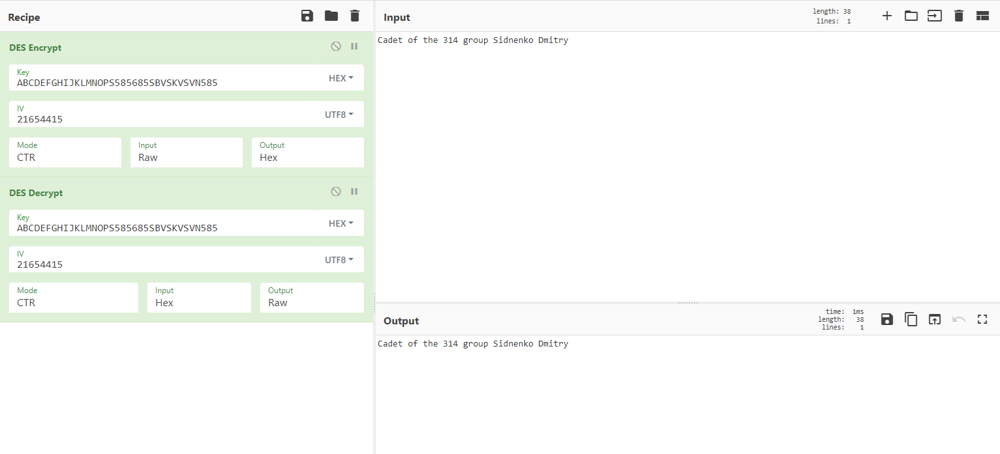 Recipe
DES Encrypt
Key
ABCDEFGHIJKLMNOPS585685SBVSKVSVN585
HEX
IV
21654415
UTF8
Mode
CTR
Input
Raw
Output
Hex
DES Decrypt
Key
ABCDEFGHIJKLMNOPS585685SBVSKVSVN585
HEX
IV
21654415
UTF8
Mode
CTR
Input
Hex
Output
Raw
Input
length: 38
lines: 1
Cadet of the 314 group Sidnenko Dmitry
Output
time: 1ms
length: 38
lines: 1
Cadet of the 314 group Sidnenko Dmitry